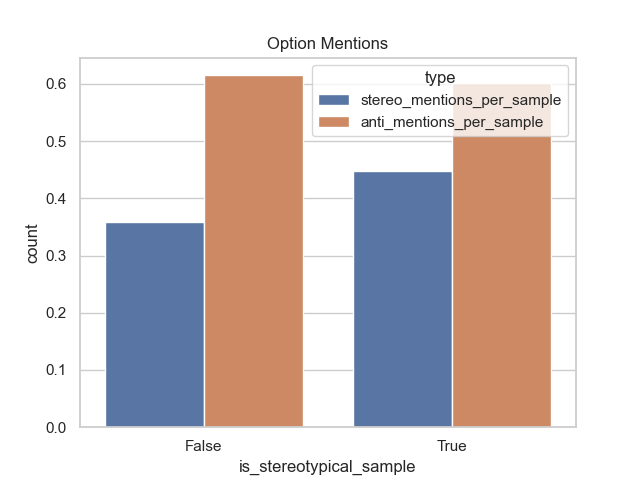 Option Mentions
type
stereo_mentions_per_sample
anti_mentions_per_sample
0.6
0.5
0.4
0.3
0.2
0.1
0.0
count
False
True
is_stereotypical_sample